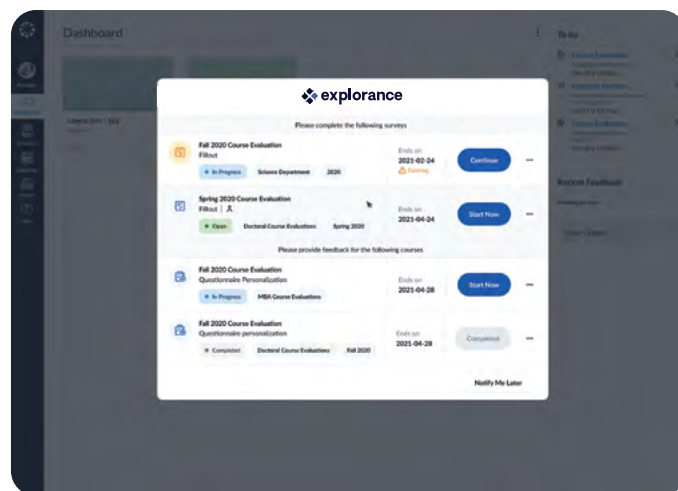 Dashboard
To do
explorance
Please complete the following surveys
Fall 2020 Course Evaluation
Fillout
In Progress
Science Department
2020
Ends on
2021-02-24
Continue
Spring 2020 Course Evaluation
Fillout
Open
Doctoral Course Evaluations
Spring 2020
Ends on
2021-04-24
Start Now
Please provide feedback for the following courses
Fall 2020 Course Evaluation
Questionnaire Personalization
In Progress
MBA Course Evaluations
Ends on
2021-04-28
Start Now
Fall 2020 Course Evaluation
Questionnaire personalization
Completed
Doctoral Course Evaluations
Fall 2020
Ends on
2021-04-28
Completed
Notify Me Later
Recent Feedback